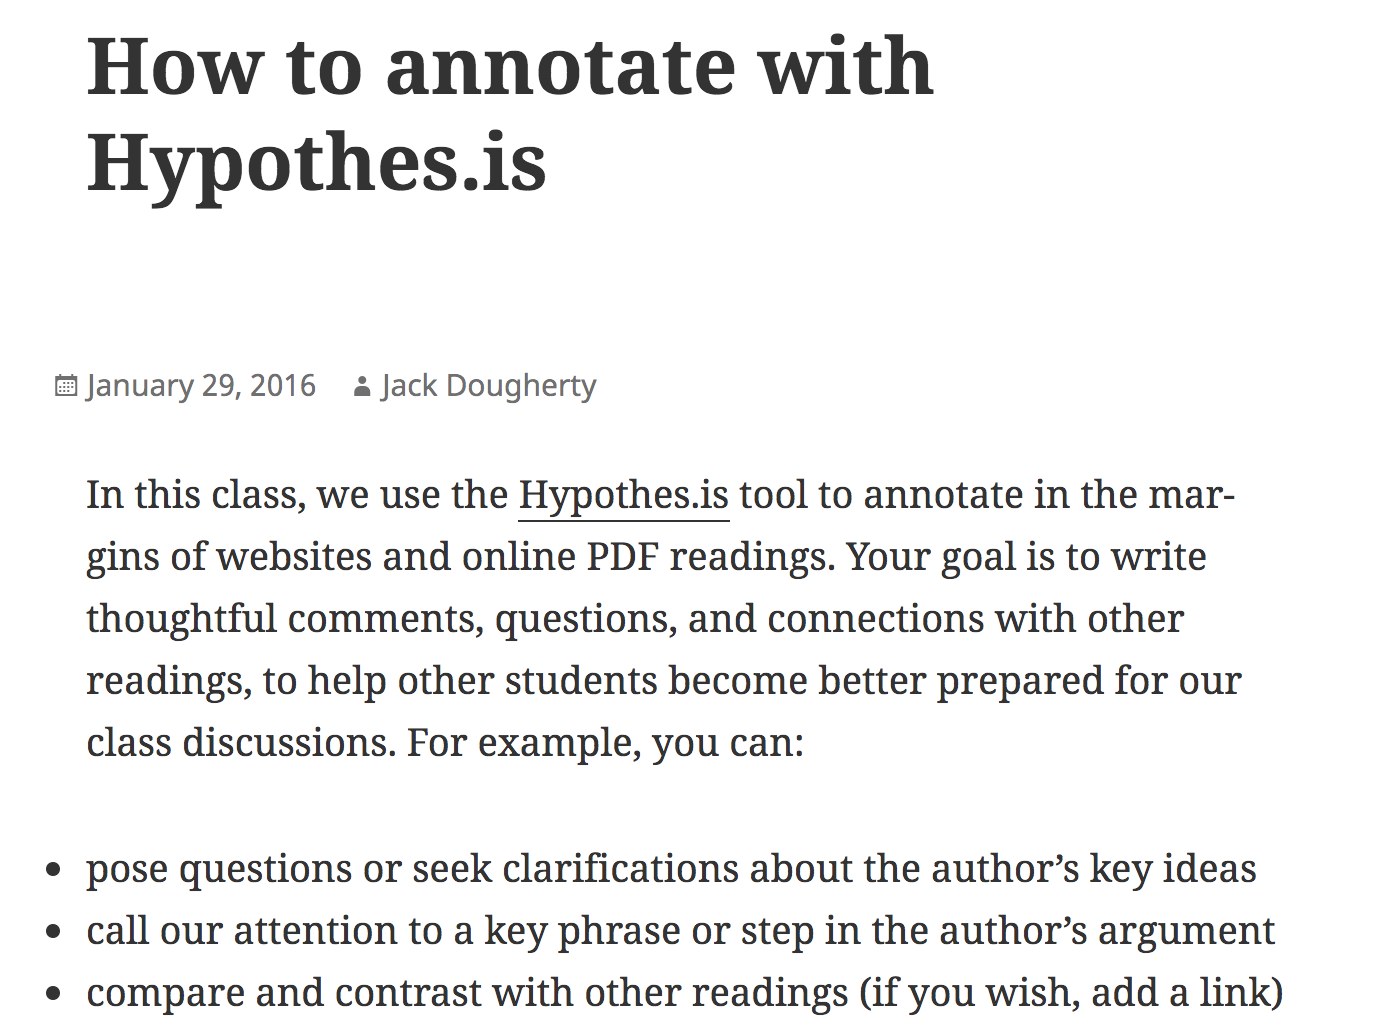 How to annotate with
Hypothes.is
January 29, 2016 Jack Dougherty
In this class, we use the Hypothes.is tool to annotate in the mar-
gins of websites and online PDF readings. Your goal is to write
thoughtful comments, questions, and connections with other
readings, to help other students become better prepared for our
class discussions. For example, you can:
• pose questions or seek clarifications about the author’s key ideas
• call our attention to a key phrase or step in the author’s argument
• compare and contrast with other readings (if you wish, add a link)